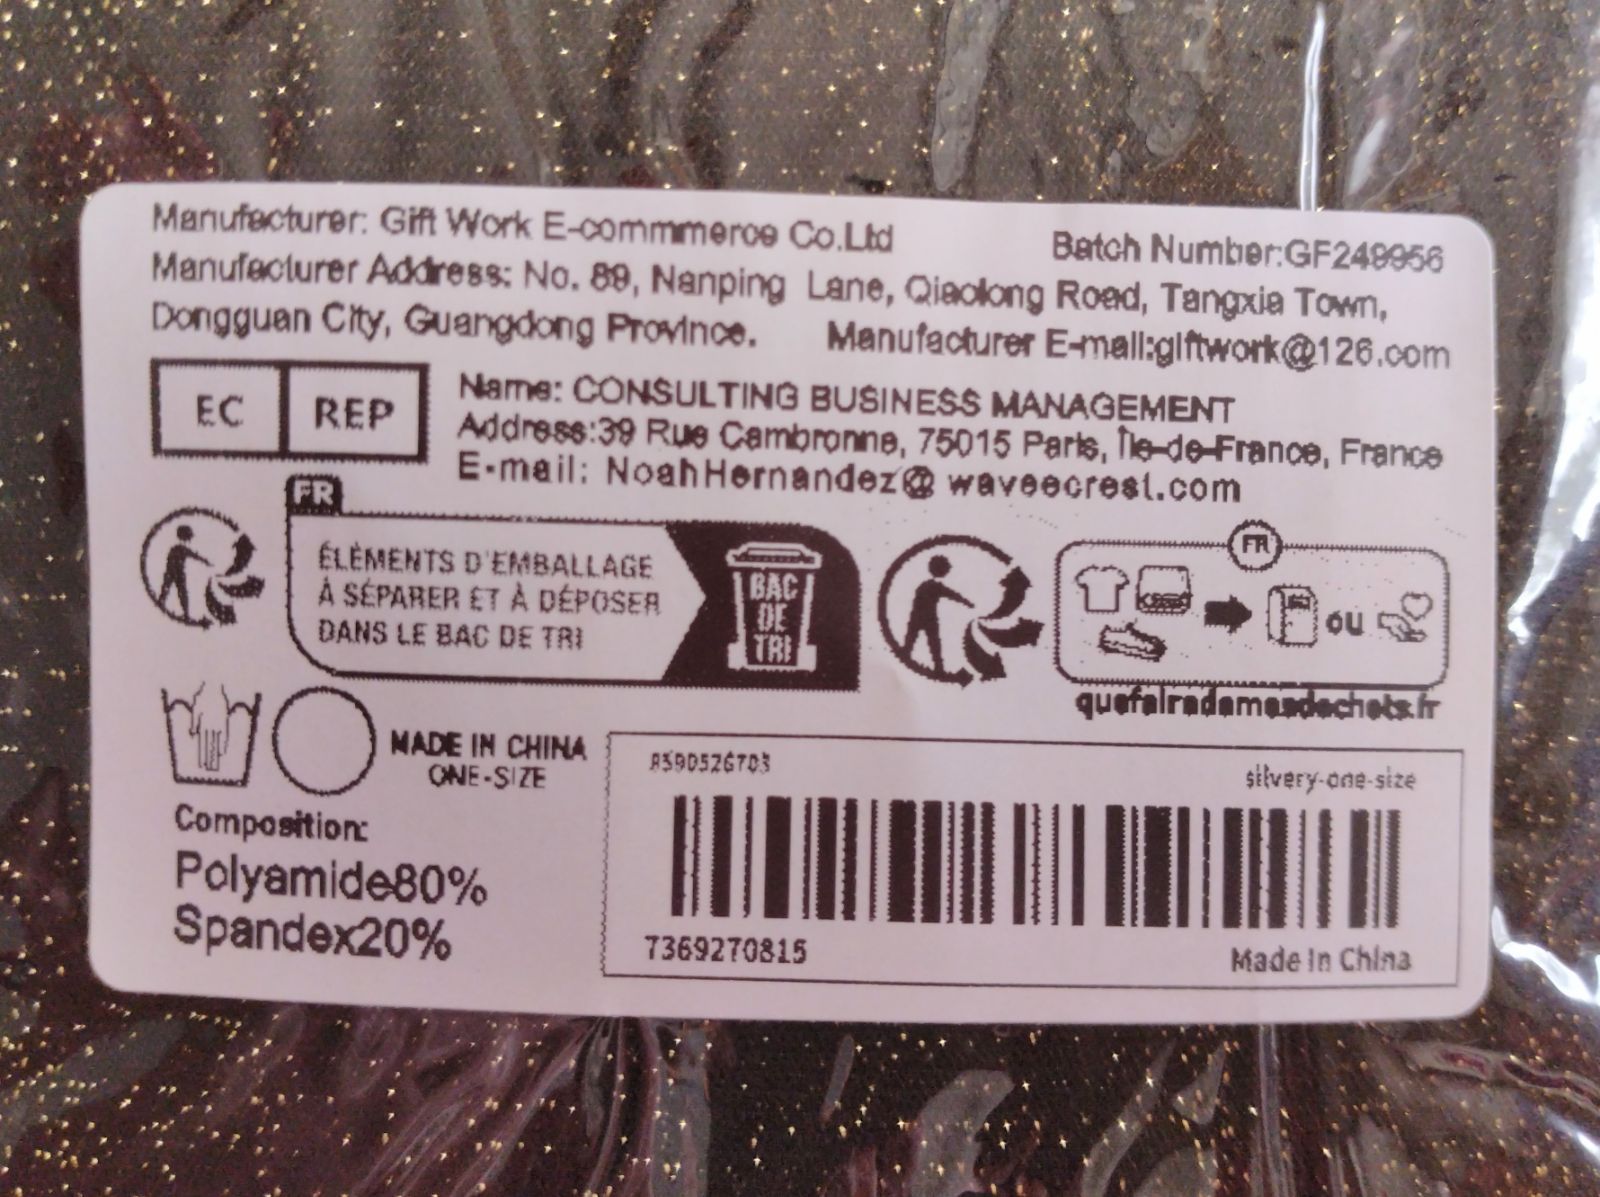 Manufacturer: Gift Work E-commmerce Co.Ltd
Batch Number:GF249956
Manufacturer Address: No. 89, Nanping Lane, Qiaolong Road, Tangxia Town,
Dongguan City, Guangdong Province. Manufacturer E-mail:giftwork@126.com
EC REP
Name: CONSULTING BUSINESS MANAGEMENT
Address:39 Rue Cambronne, 75015 Paris, Île-de-France, France
E-mail: NoahHernandez@ waveecrest.com
FR
ÉLÉMENTS D'EMBALLAGE
À SÉPARER ET À DÉPOSER
DANS LE BAC DE TRI
BAC
DE
TRI
FR
ou
quefairedemesdechets.fr
MADE IN CHINA
ONE-SIZE
Composition:
Polyamide80%
Spandex20%
silvery-one-size
7369270815
Made In China